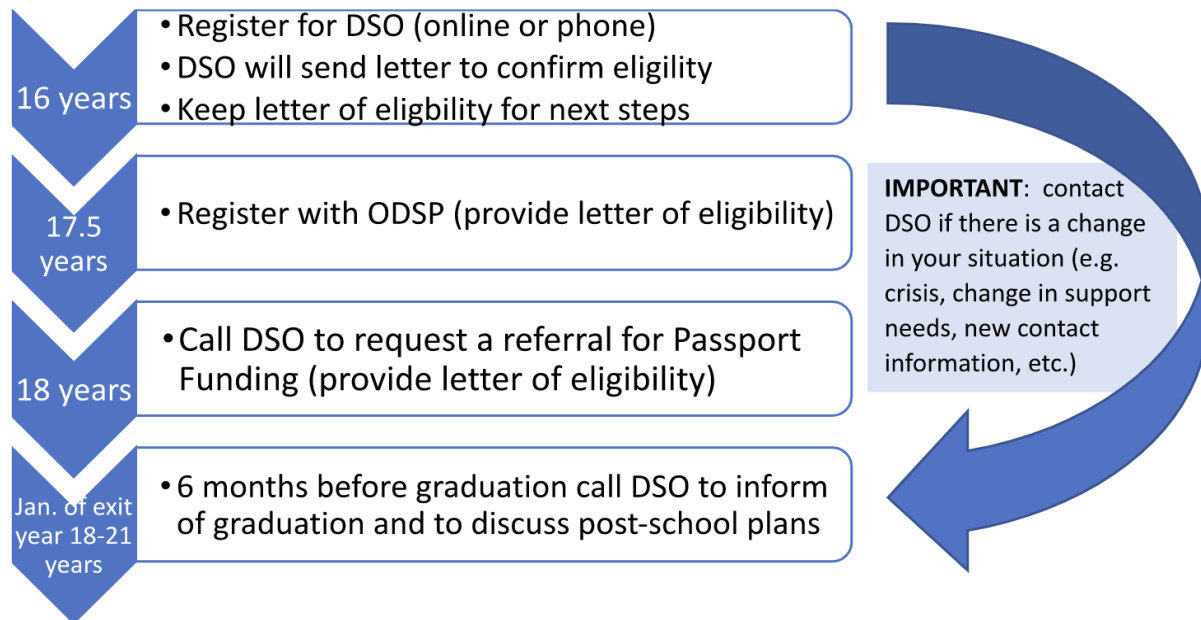 16 years
• Register for DSO (online or phone)
• DSO will send letter to confirm eligility
• Keep letter of eligbility for next steps
17.5
years
• Register with ODSP (provide letter of eligibility)
18 years
• Call DSO to request a referral for Passport
Funding (provide letter of eligibility)
Jan. of exit
year 18-21
years
• 6 months before graduation call DSO to inform
of graduation and to discuss post-school plans
IMPORTANT:  contact
DSO if there is a change
in your situation (e.g.
crisis, change in support
needs, new contact
information, etc.)